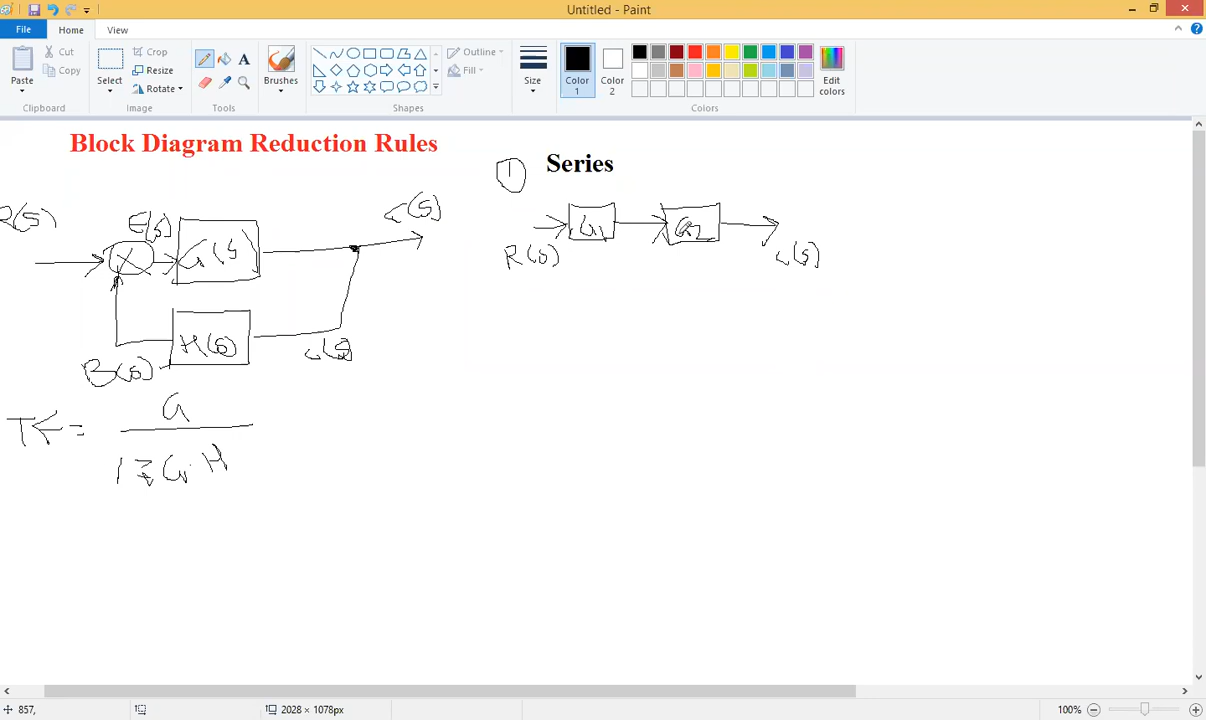 Untitled - Paint
File
Home
View
Paste
Cut
Copy
Clipboard
Select
Crop
Resize
Rotate
Image
A
Tools
Brushes
Outline
Fill
Shapes
Size
Color 1
Color 2
Edit colors
Colors
Block Diagram Reduction Rules
R(S)
E(S)
G(S)
C(S)
H(S)
B(S)
C(S)
TF =
G
1 ± G H
1
Series
G1
G2
R(S)
C(S)
857,
2028 × 1078px
100%